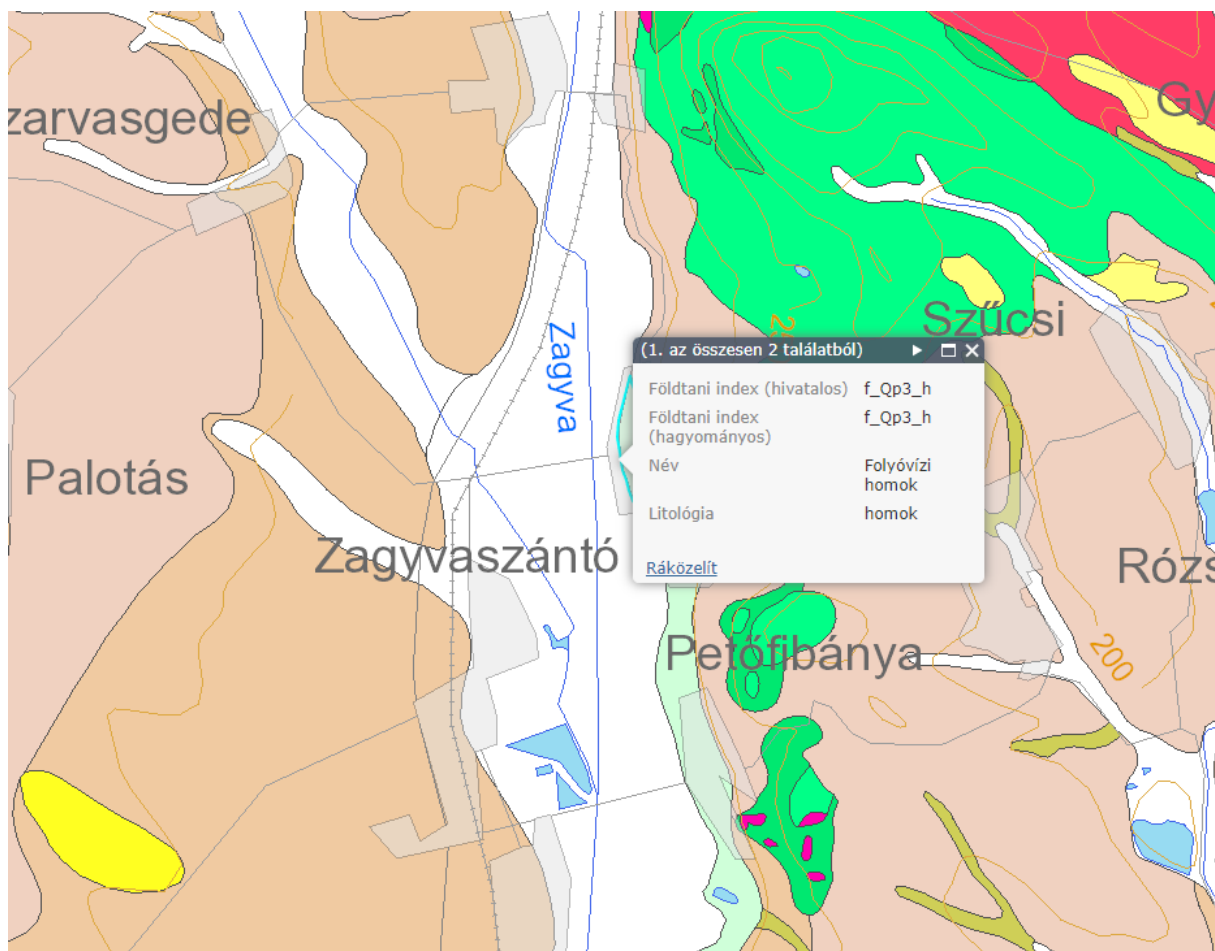 zarvasgede
Gy
Zagyva
Szűcsi
(1. az összesen 2 találatból)
Földtani index (hivatalos) f_Qp3_h
Földtani index
(hagyományos) f_Qp3_h
Név Folyóvízi
homok
Litológia homok
Ráközelít
Palotás
Zagyvaszántó
Rózs
Petőfibánya
200